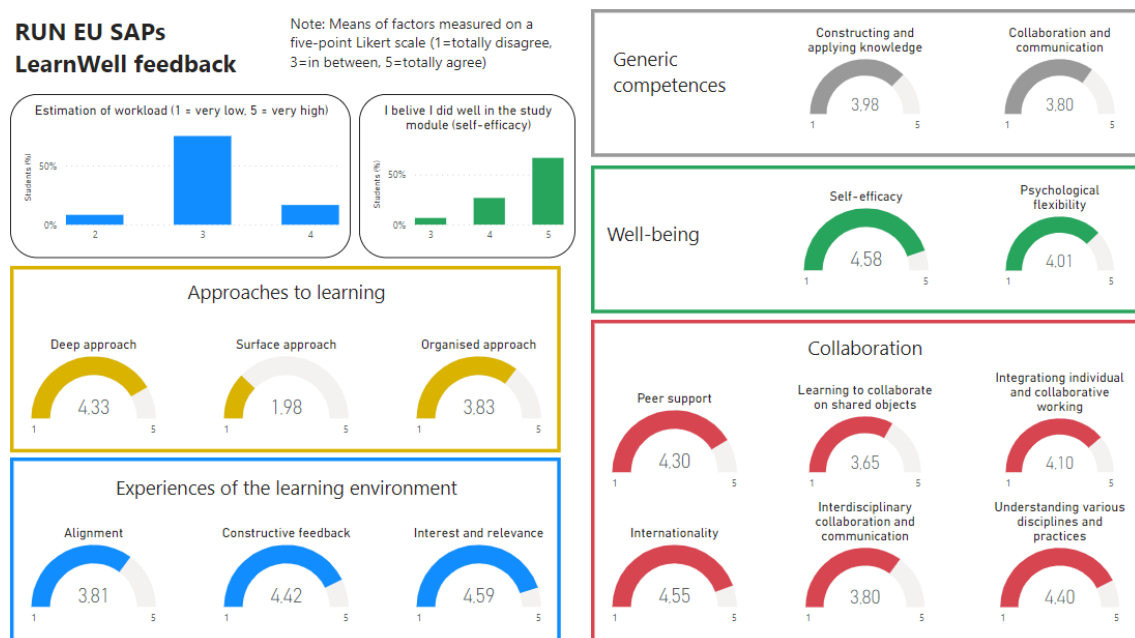 RUN EU SAPs
LearnWell feedback
Note: Means of factors measured on a
five-point Likert scale (1=totally disagree,
3=in between, 5=totally agree)
Estimation of workload (1 = very low, 5 = very high)
Students (%)
50%
0%
2
3
4
I belive I did well in the study
module (self-efficacy)
Students (%)
50%
0%
3
4
5
Approaches to learning
Deep approach
4.33
1
5
Surface approach
1.98
1
5
Organised approach
3.83
1
5
Experiences of the learning environment
Alignment
3.81
1
5
Constructive feedback
4.42
1
5
Interest and relevance
4.59
1
5
Generic
competences
Constructing and
applying knowledge
3.98
1
5
Collaboration and
communication
3.80
1
5
Well-being
Self-efficacy
4.58
1
5
Psychological
flexibility
4.01
1
5
Collaboration
Peer support
4.30
1
5
Learning to collaborate
on shared objects
3.65
1
5
Integrationg individual
and collaborative
working
4.10
1
5
Internationality
4.55
1
5
Interdisciplinary
collaboration and
communication
3.80
1
5
Understanding various
disciplines and
practices
4.40
1
5